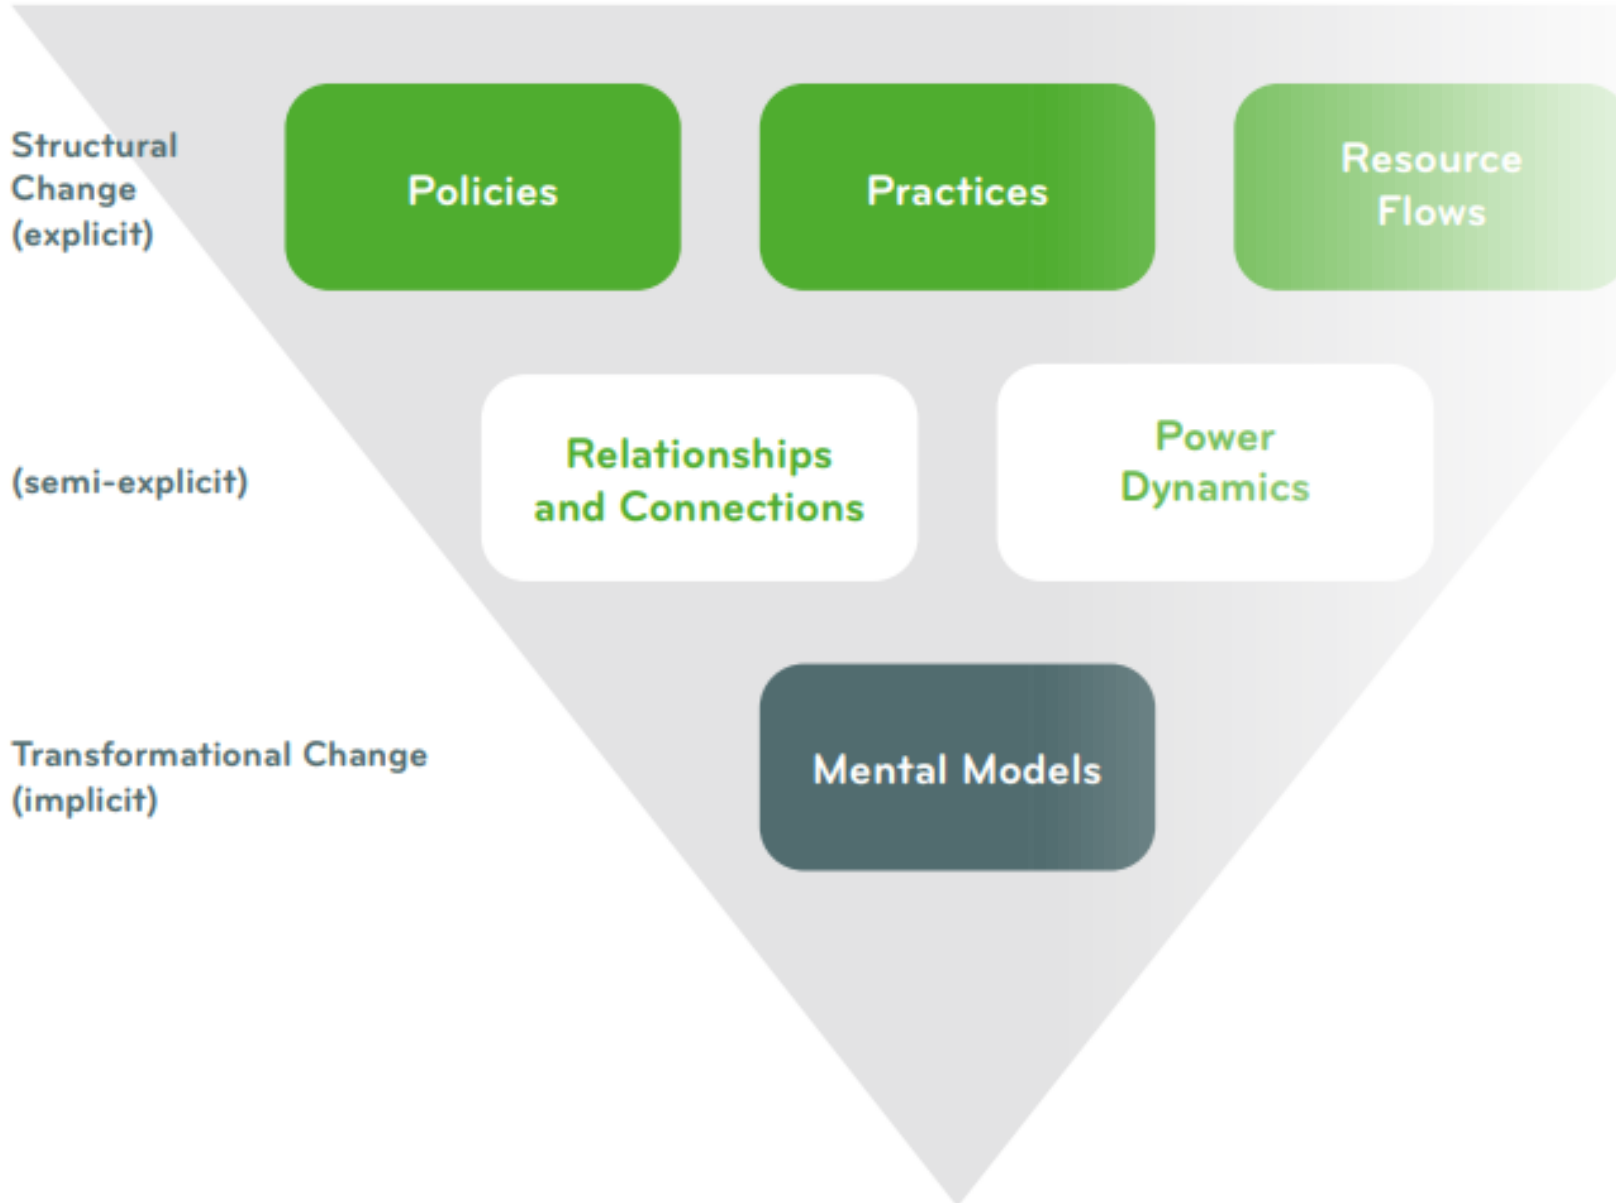 Structural
Change
(explicit)
Policies
Practices
Resource
Flows
(semi-explicit)
Relationships
and Connections
Power
Dynamics
Transformational Change
(implicit)
Mental Models